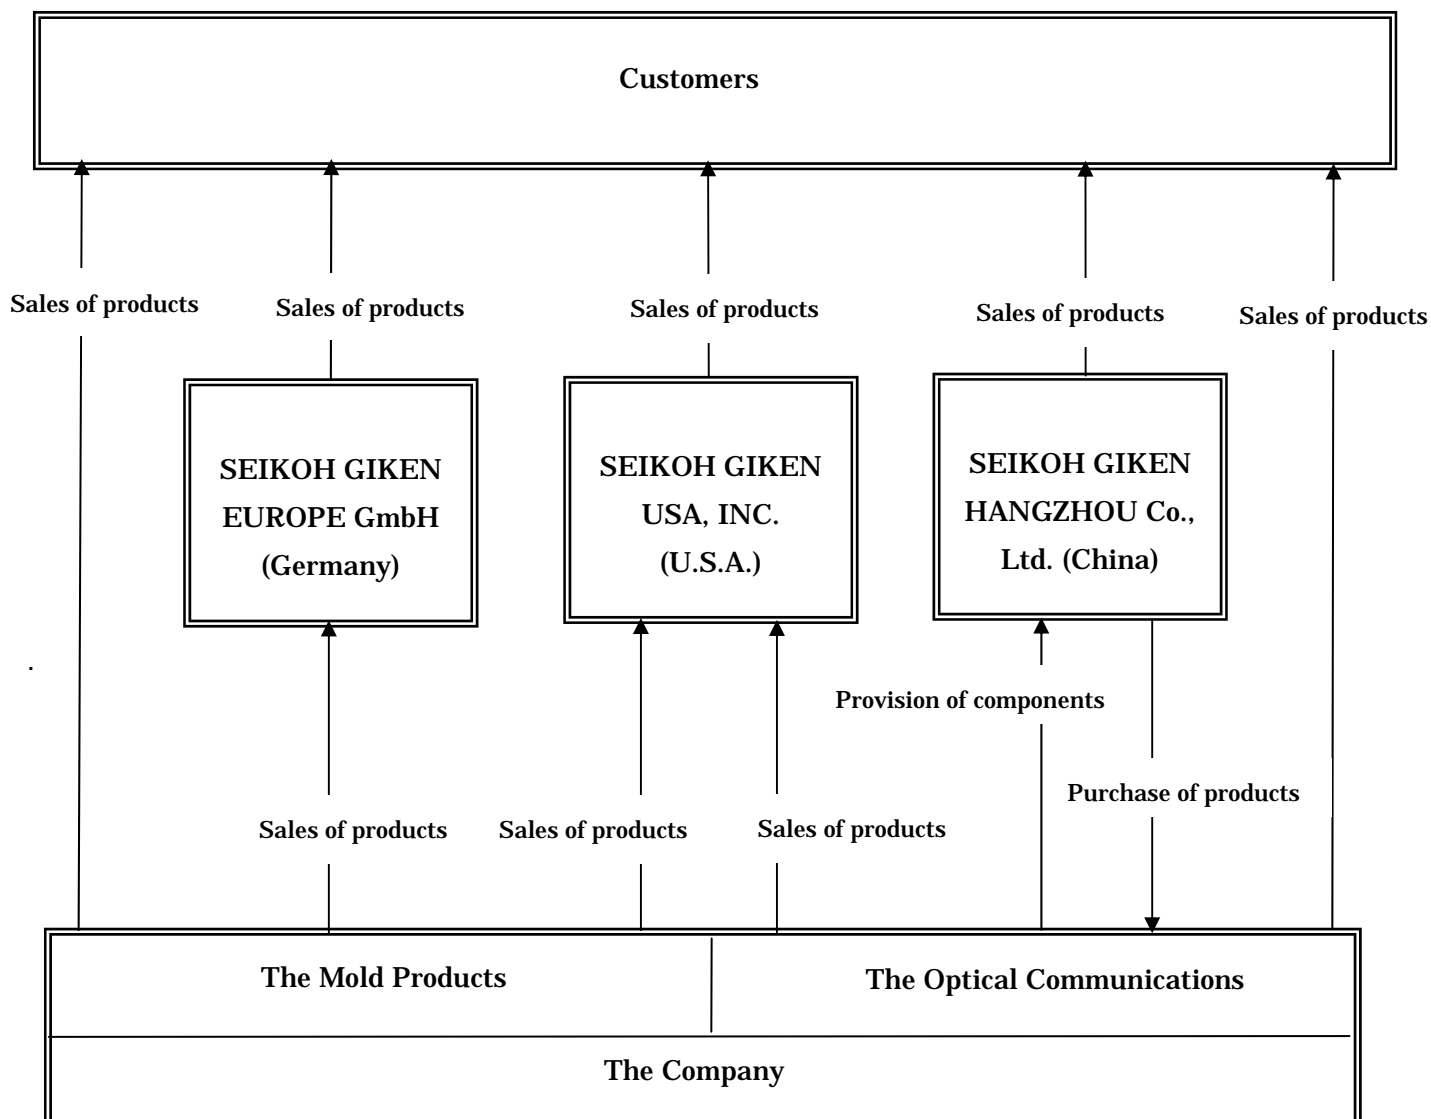 Customers
Sales of products
Sales of products
Sales of products
Sales of products
Sales of products
SEIKOH GIKEN
EUROPE GmbH
(Germany)
SEIKOH GIKEN
USA, INC.
(U.S.A.)
SEIKOH GIKEN
HANGZHOU Co.,
Ltd. (China)
.
Provision of components
Purchase of products
Sales of products
Sales of products
Sales of products
The Mold Products
The Optical Communications
The Company